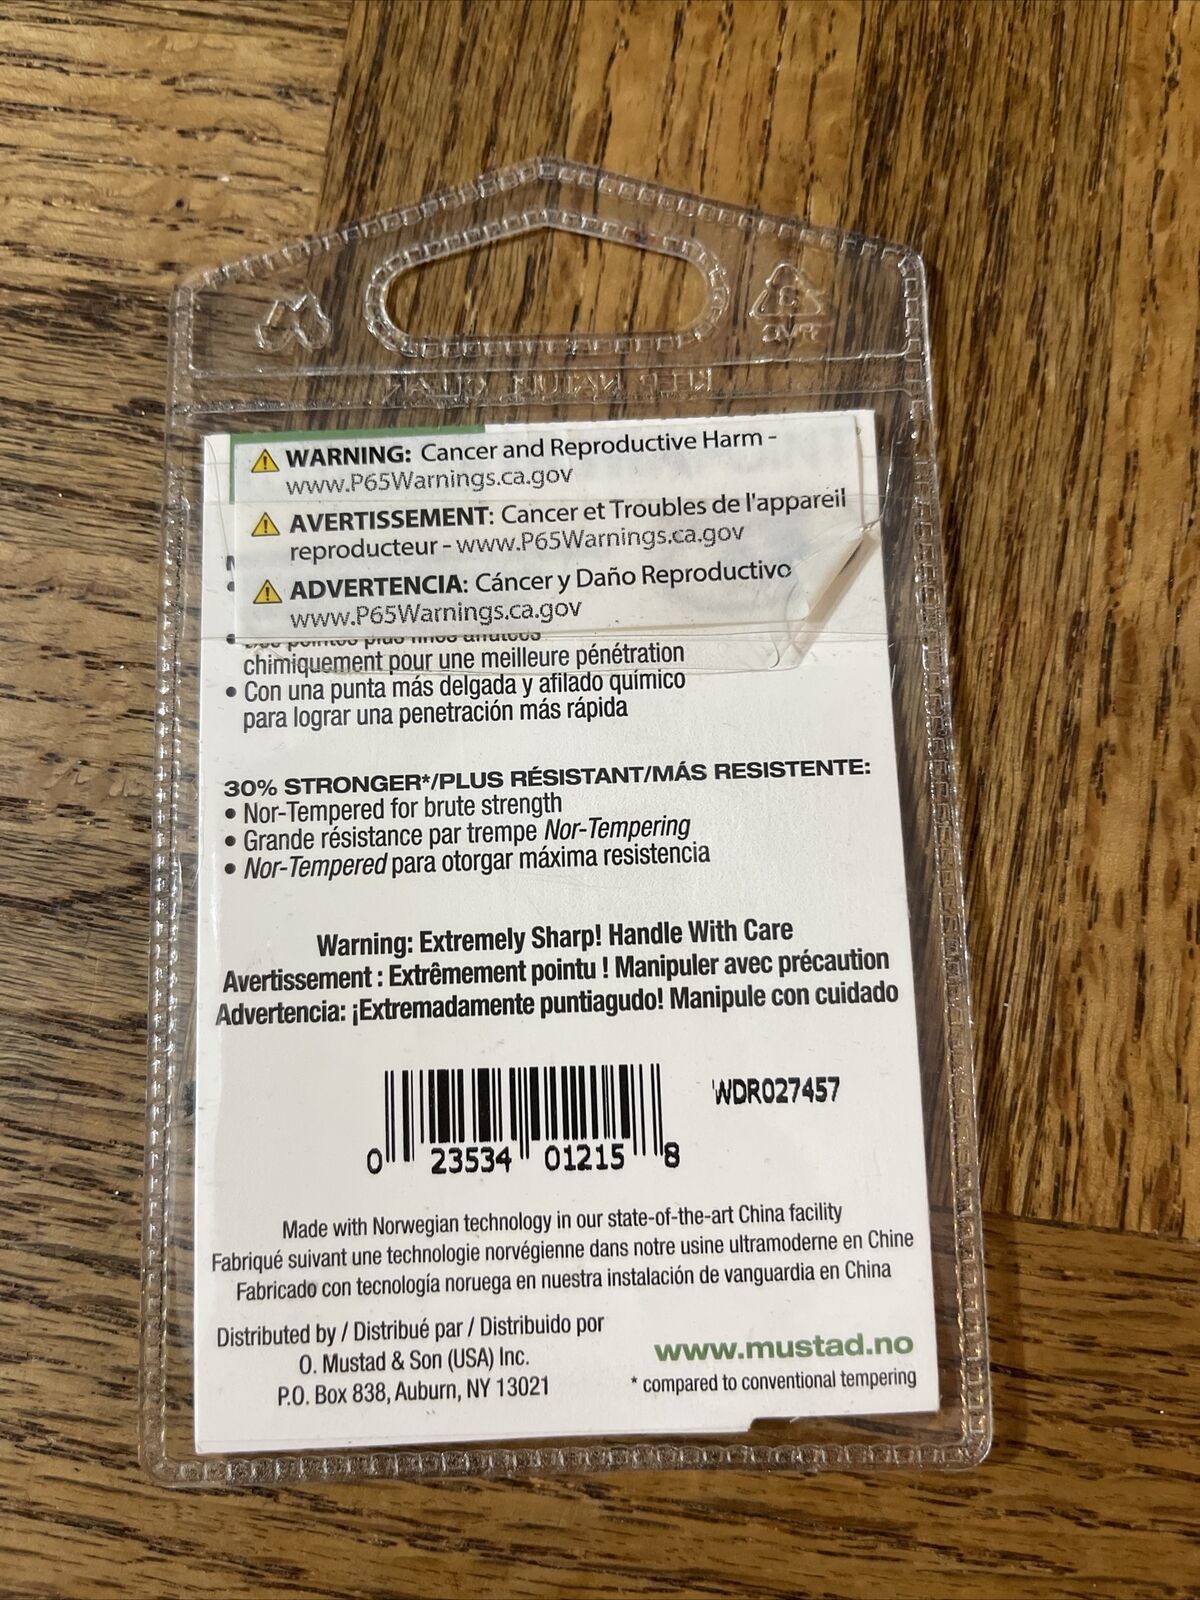 3
PVC
WARNING: Cancer and Reproductive Harm -
www.P65Warnings.ca.gov
AVERTISSEMENT: Cancer et Troubles de l'appareil
reproducteur - www.P65Warnings.ca.gov
ADVERTENCIA: Cáncer y Daño Reproductivo
www.P65Warnings.ca.gov
• pointes plus fines affûtées
chimiquement pour une meilleure pénétration
• Con una punta más delgada y afilado químico
para lograr una penetración más rápida
30% STRONGER*/PLUS RÉSISTANT/MÁS RESISTENTE:
• Nor-Tempered for brute strength
• Grande résistance par trempe Nor-Tempering
• Nor-Tempered para otorgar máxima resistencia
Warning: Extremely Sharp! Handle With Care
Avertissement : Extrêmement pointu ! Manipuler avec précaution
Advertencia: ¡Extremadamente puntiagudo! Manipule con cuidado
WDR027457
0 23534 01215 8
Made with Norwegian technology in our state-of-the-art China facility
Fabriqué suivant une technologie norvégienne dans notre usine ultramoderne en Chine
Fabricado con tecnología noruega en nuestra instalación de vanguardia en China
Distributed by / Distribué par / Distribuido por
O. Mustad & Son (USA) Inc.
P.O. Box 838, Auburn, NY 13021
www.mustad.no
* compared to conventional tempering